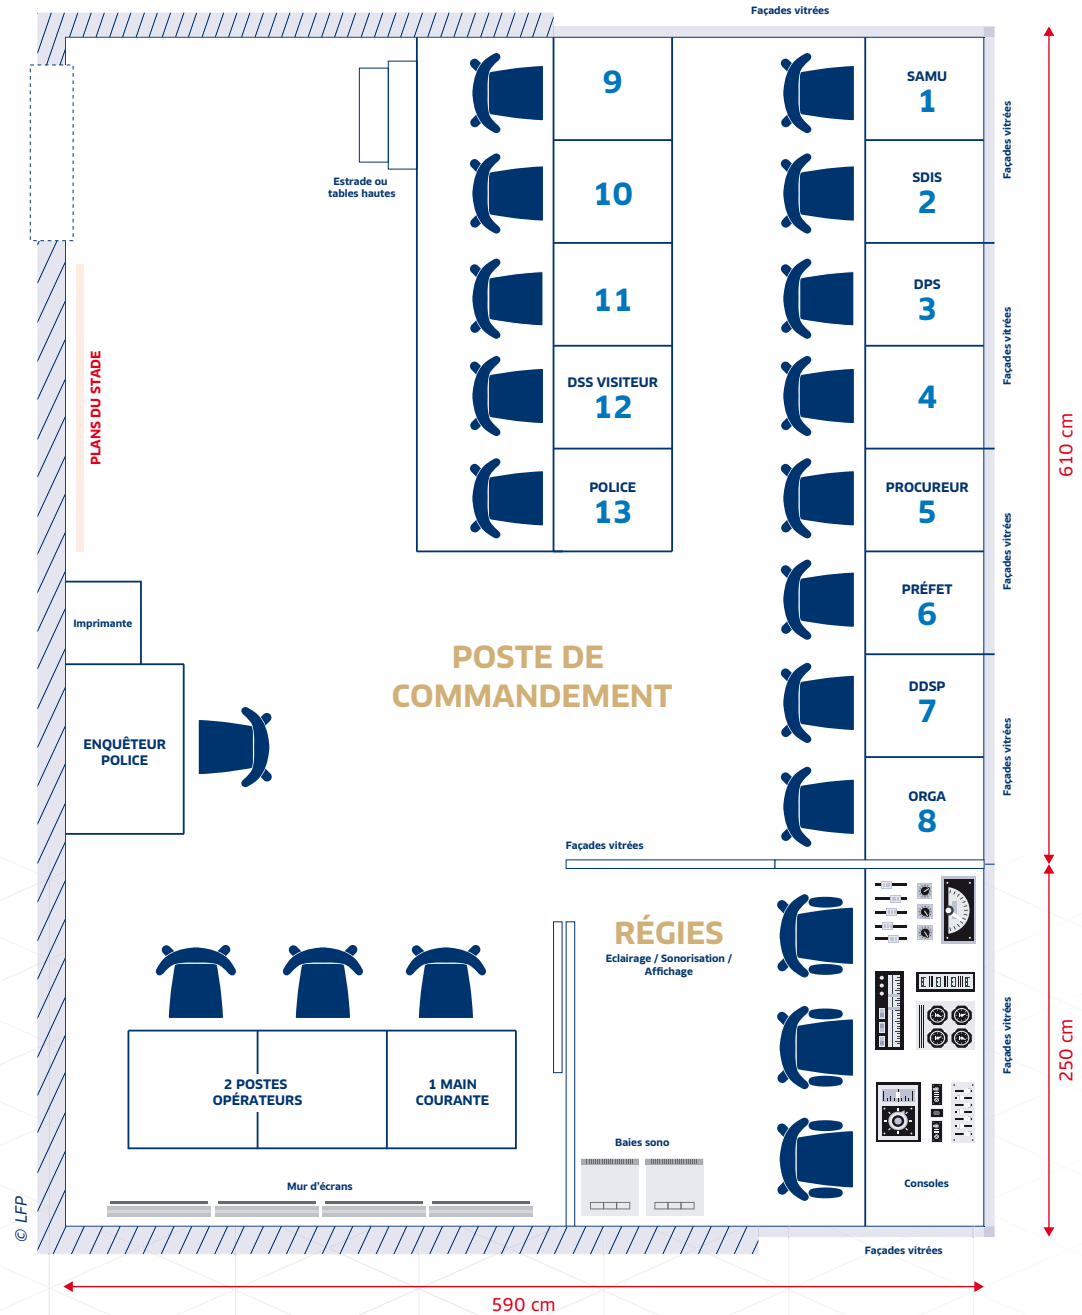 Façades vitrées
9
SAMU
1
Façades vitrées
Estrade ou
tables hautes
10
SDIS
2
11
DPS
3
Façades vitrées
PLANS DU STADE
DSS VISITEUR
12
4
610 cm
POLICE
13
PROCUREUR
5
Façades vitrées
Imprimante
PRÉFET
6
POSTE DE
COMMANDEMENT
DDSP
7
Façades vitrées
ENQUÊTEUR
POLICE
ORGA
8
Façades vitrées
RÉGIES
Eclairage / Sonorisation /
Affichage
Façades vitrées
250 cm
2 POSTES
OPÉRATEURS
1 MAIN
COURANTE
Baies sono
Mur d'écrans
Consoles
© LFP
Façades vitrées
590 cm